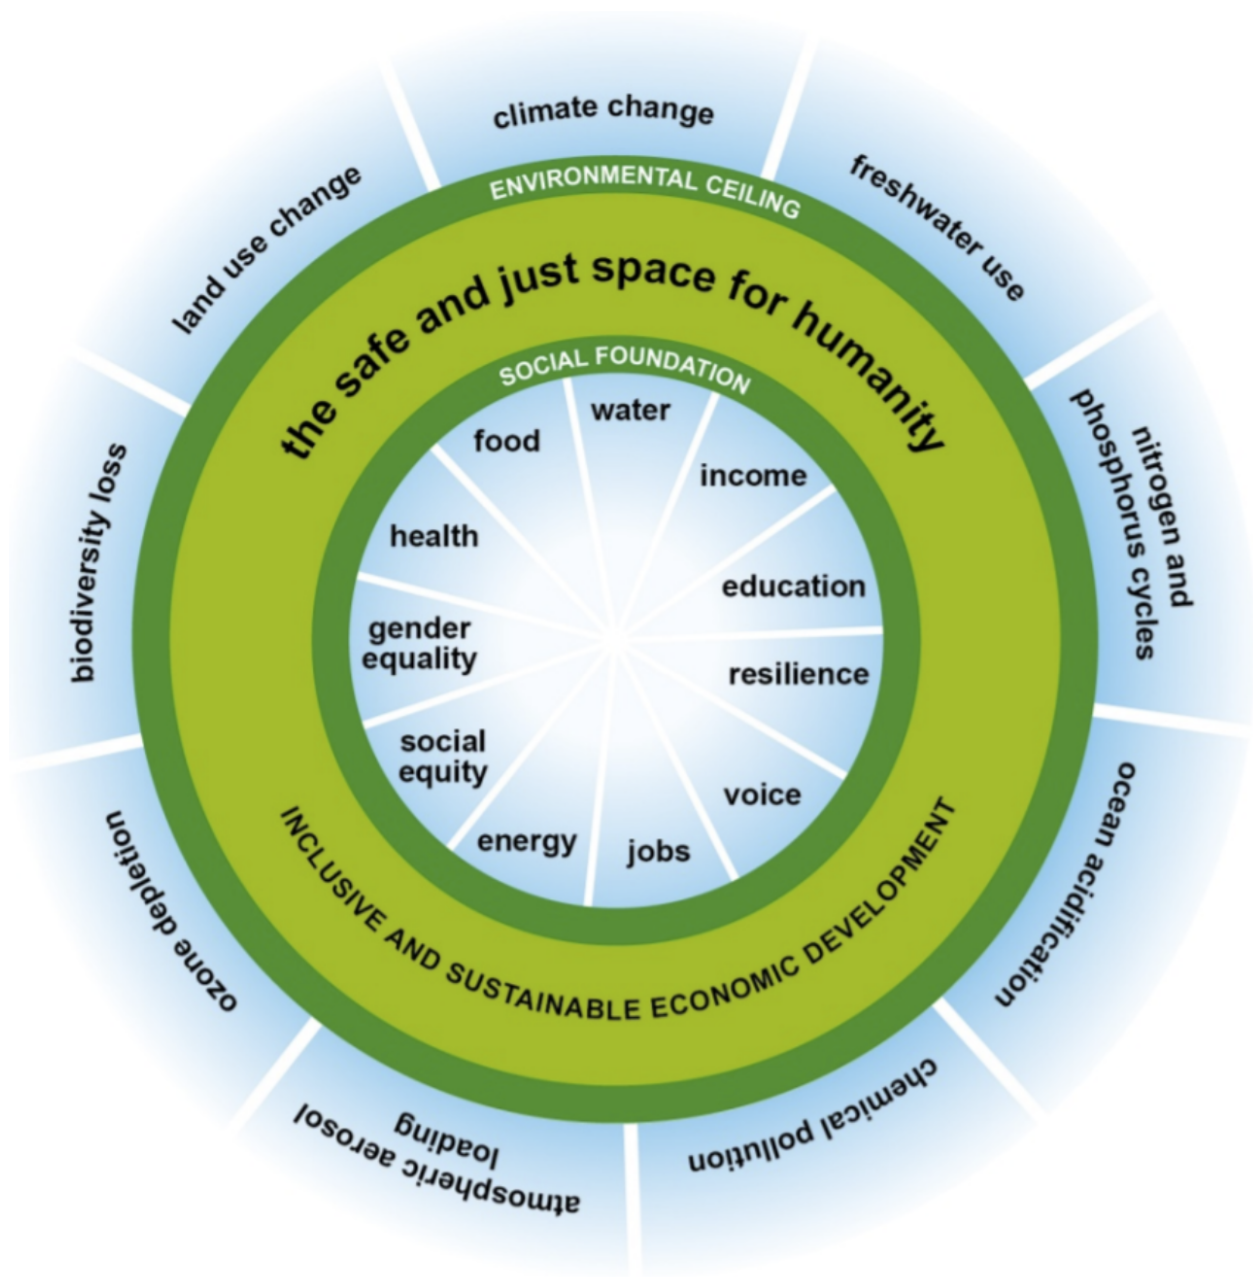 climate change
freshwater use
nitrogen and
phosphorus cycles
ocean acidification
chemical pollution
atmospheric aerosol
loading
ozone depletion
biodiversity loss
land use change
ENVIRONMENTAL CEILING
the safe and just space for humanity
SOCIAL FOUNDATION
water
income
education
resilience
voice
jobs
energy
social
equity
gender
equality
health
food
INCLUSIVE AND SUSTAINABLE ECONOMIC DEVELOPMENT